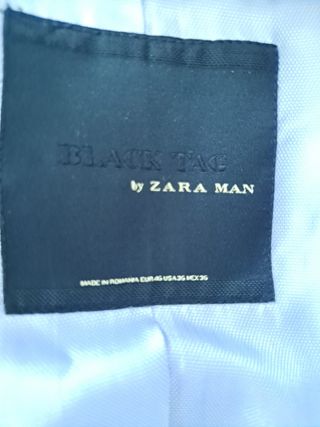 BLACK TAG
by ZARA MAN
MADE IN ROMANIA EUR 46 USA 36 MEX 36